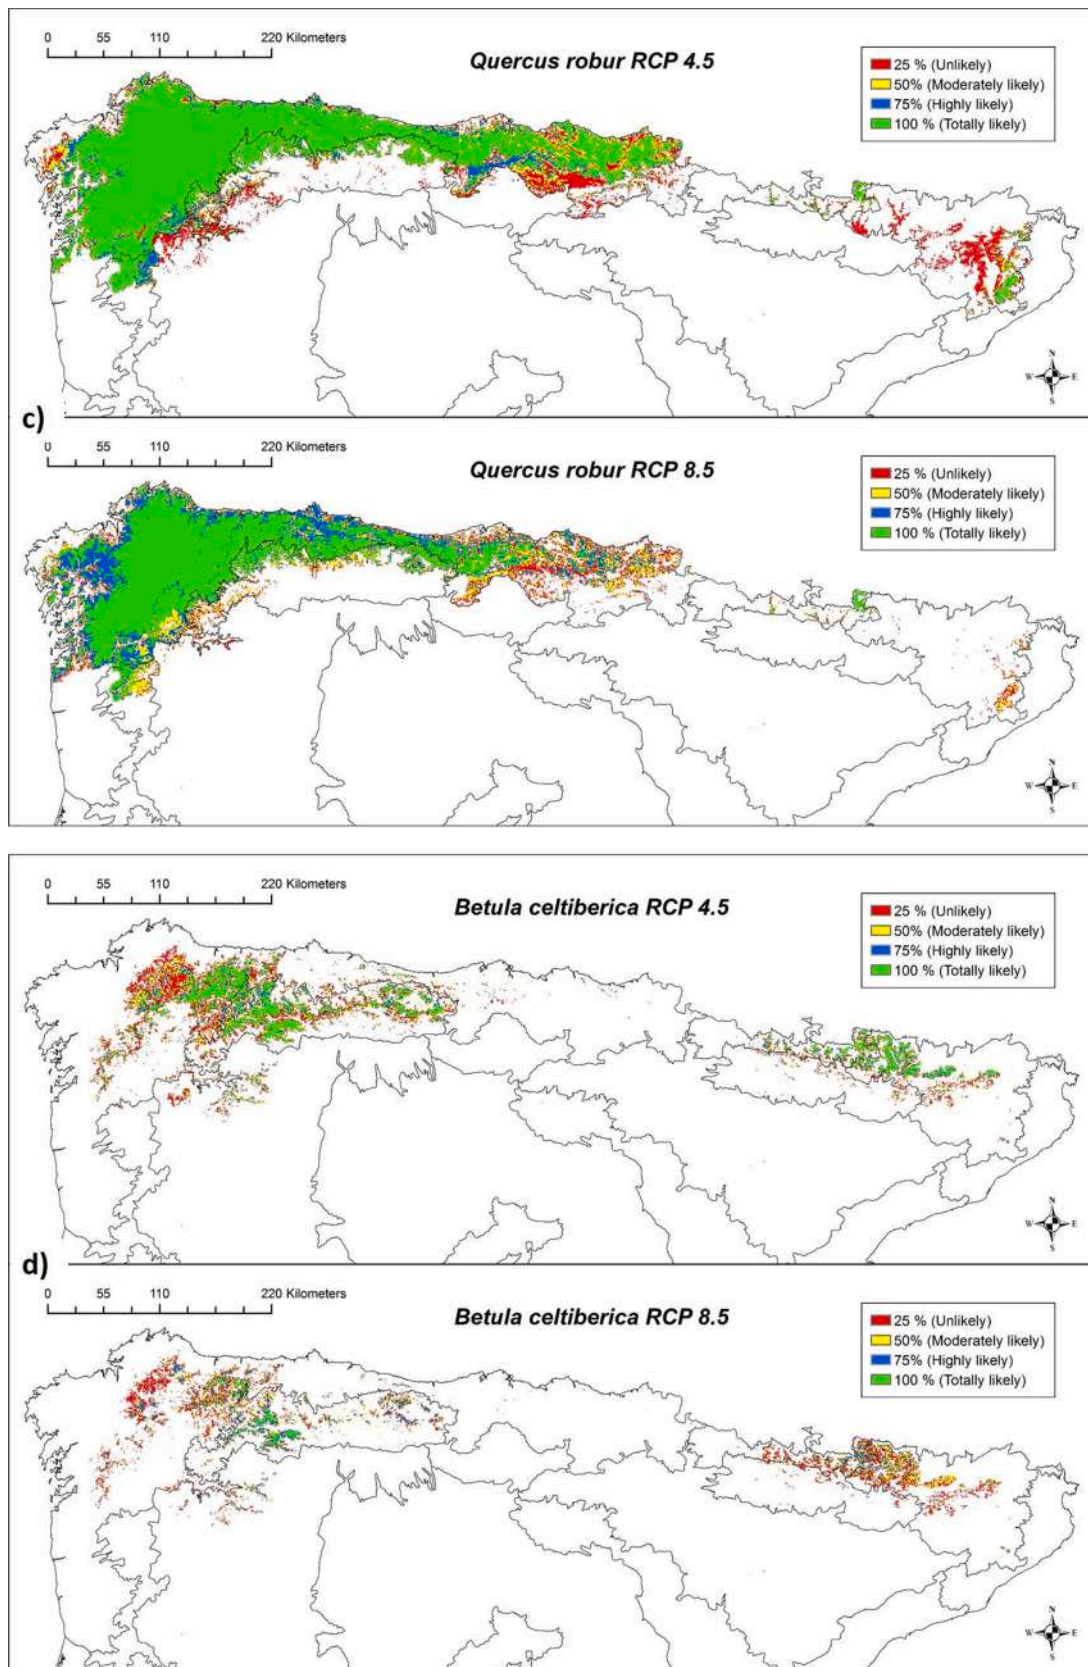 0 55 110 220 Kilometers
Quercus robur RCP 4.5
25 % (Unlikely)
50% (Moderately likely)
75% (Highly likely)
100 % (Totally likely)
N
W E
S
c)
0 55 110 220 Kilometers
Quercus robur RCP 8.5
25 % (Unlikely)
50% (Moderately likely)
75% (Highly likely)
100 % (Totally likely)
N
W E
S
0 55 110 220 Kilometers
Betula celtiberica RCP 4.5
25 % (Unlikely)
50% (Moderately likely)
75% (Highly likely)
100 % (Totally likely)
N
W E
S
d)
0 55 110 220 Kilometers
Betula celtiberica RCP 8.5
25 % (Unlikely)
50% (Moderately likely)
75% (Highly likely)
100 % (Totally likely)
N
W E
S